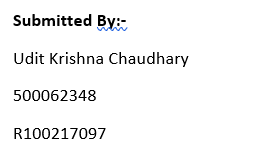 Submitted By:-
Udit Krishna Chaudhary
500062348
R100217097